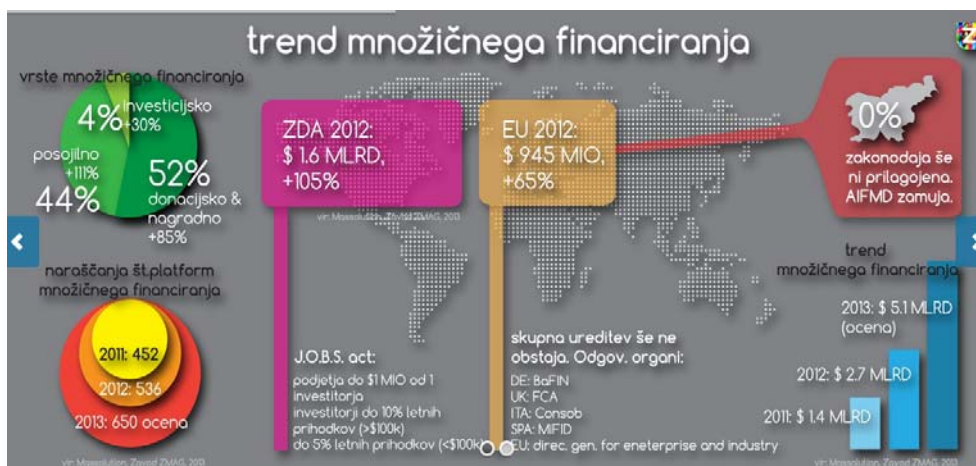 trend množičnega financiranja
vrste množičnega financiranja
4% investicijsko
+30%
posojilno
+111%
44%
52%
donacijsko &
nagradno
+85%
vir: Massolution, Zavod ZMAG, 2013
naraščanja št.platform
množičnega financiranja
2011: 452
2012: 536
2013: 650 ocena
vir: Massolution, Zavod ZMAG, 2013
ZDA 2012:
$ 1.6 MLRD,
+105%
J.O.B.S. act:
podjetja do $1 MIO od 1
investitorja
investitorji do 10% letnih
prihodkov (>$100k)
do 5% letnih prihodkov (<$100k)
EU 2012:
$ 945 MIO,
+65%
skupna ureditev še ne
obstaja. Odgov. organi:
DE: BaFIN
UK: FCA
ITA: Consob
SPA: MIFID
EU: direc. gen. for eneterprise and industry
Z
0%
zakonodaja še
ni prilagojena.
AIFMD zamuja.
trend
množičnega financiranja
2013: $ 5.1 MLRD
(ocena)
2012: $ 2.7 MLRD
2011: $ 1.4 MLRD
vir: Massolution, Zavod ZMAG, 2013